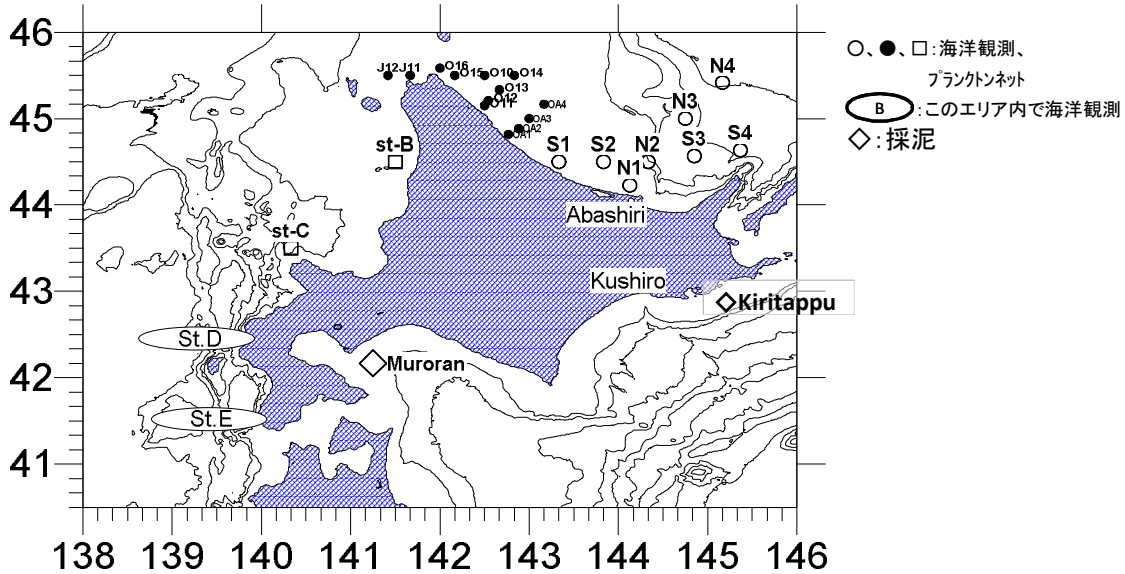 46
45
44
43
42
41
138 139 140 141 142 143 144 145 146
J12 J11
O16
O15
O10
O14
O13
O12
O11
OA4
OA3
OA2
OA1
N4
N3
S1
S2
N2
S3
S4
N1
st-B
st-C
Abashiri
Kushiro
Kiritappu
St.D
Muroran
St.E
○、●、□:海洋観測、
プランクトンネット
B :このエリア内で海洋観測
◇:採泥